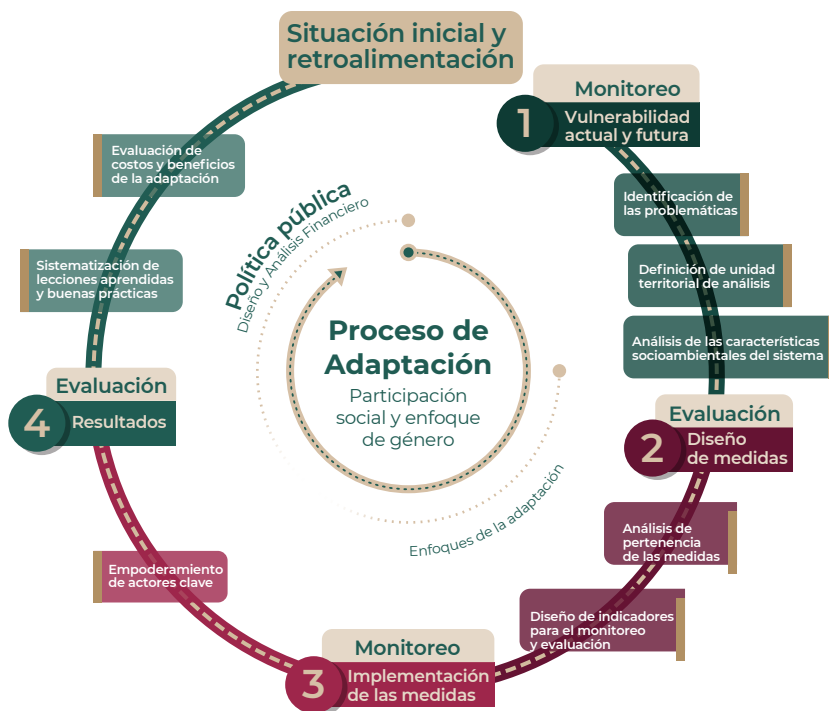 Situación inicial y
retroalimentación
Monitoreo
1
Vulnerabilidad
actual y futura
Identificación de
las problemáticas
Definición de unidad
territorial de análisis
Análisis de las características
socioambientales del sistema
Evaluación
2
Diseño
de medidas
Análisis de
pertenencia
de las medidas
Diseño de indicadores
para el monitoreo
y evaluación
Monitoreo
3
Implementación
de las medidas
Empoderamiento
de actores clave
Evaluación
4
Resultados
Sistematización de
lecciones aprendidas
y buenas prácticas
Evaluación de
costos y beneficios
de la adaptación
Política pública
Diseño y Análisis Financiero
Proceso de
Adaptación
Participación
social y enfoque
de género
Enfoques de la adaptación